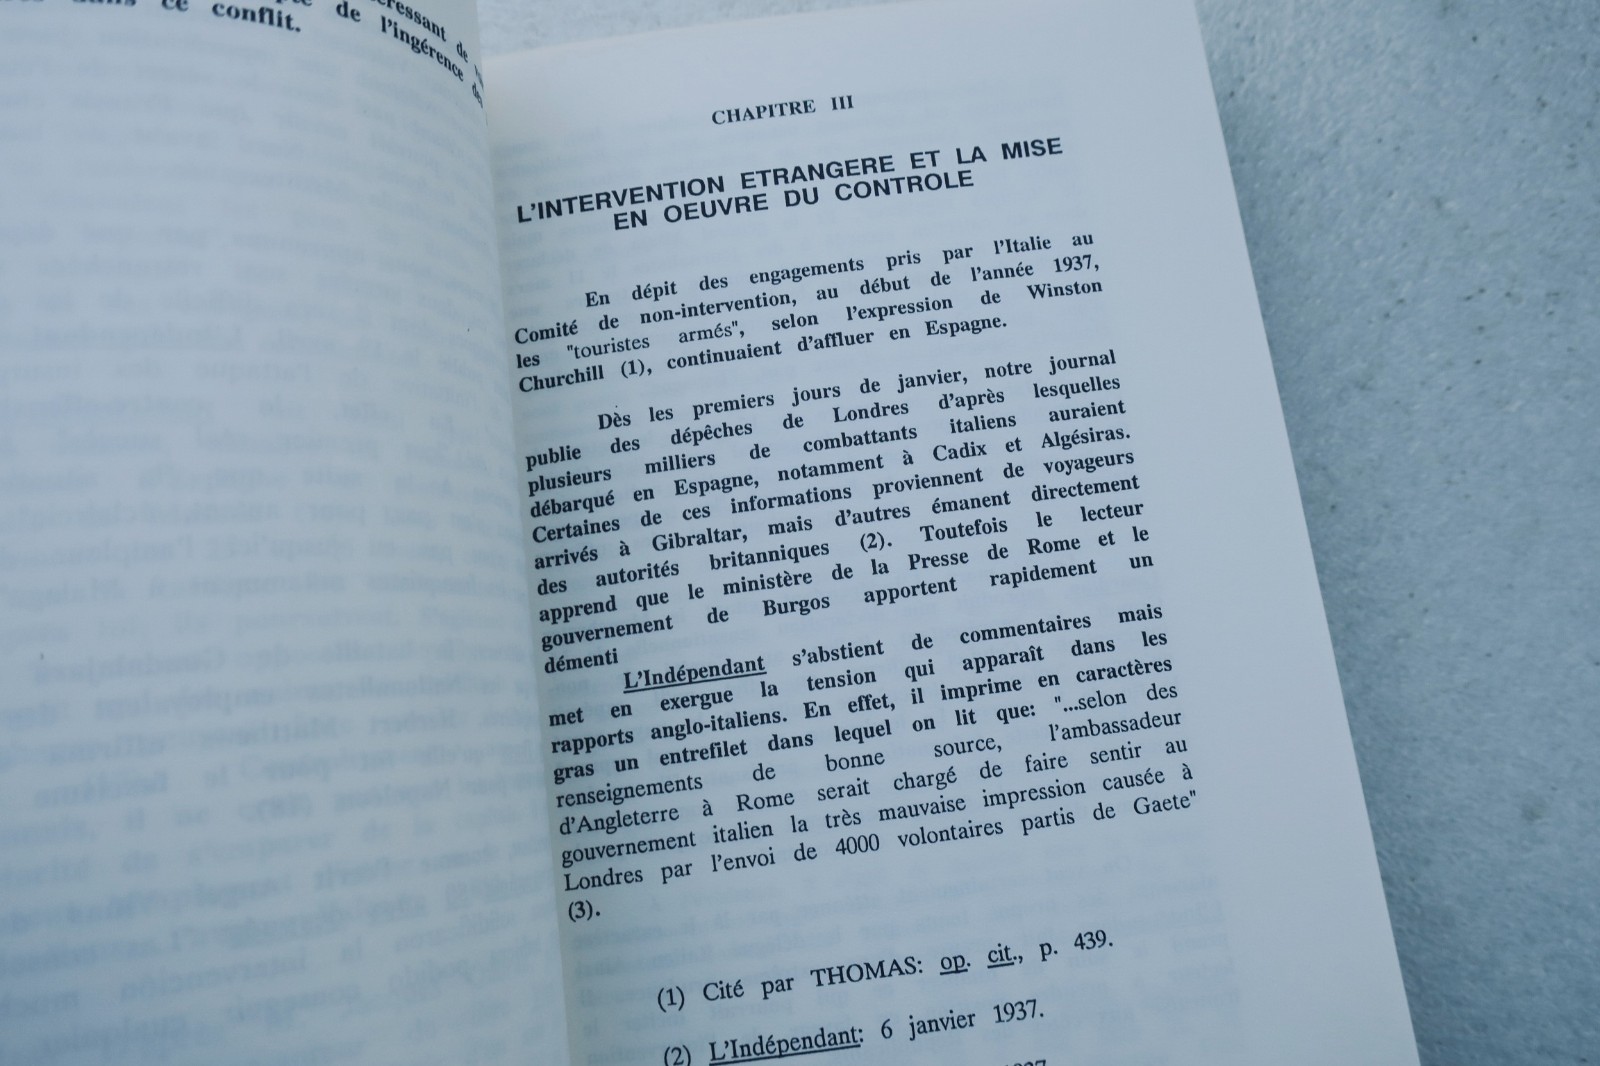 ce conflit.
de l'ingérence
CHAPITRE III
L'INTERVENTION ETRANGERE ET LA MISE
EN OEUVRE DU CONTROLE
En dépit des engagements pris par l'Italie au
Comité de non-intervention, au début de l'année 1937,
les "touristes armés", selon l'expression de Winston
Churchill (1), continuaient d'affluer en Espagne.
Dès les premiers jours de janvier, notre journal
publie des dépêches de Londres d'après lesquelles
plusieurs milliers de combattants italiens auraient
débarqué en Espagne, notamment à Cadix et Algésiras.
Certaines de ces informations proviennent de voyageurs
arrivés à Gibraltar, mais d'autres émanent directement
des autorités britanniques (2). Toutefois le lecteur
apprend que le ministère de la Presse de Rome et le
gouvernement de Burgos apportent rapidement un
démenti
L'Indépendant s'abstient de commentaires mais
met en exergue la tension qui apparaît dans les
rapports anglo-italiens. En effet, il imprime en caractères
gras un entrefilet dans lequel on lit que: "...selon des
renseignements de bonne source, l'ambassadeur
d'Angleterre à Rome serait chargé de faire sentir au
gouvernement italien la très mauvaise impression causée à
Londres par l'envoi de 4000 volontaires partis de Gaete"
(3).
(1) Cité par THOMAS: op. cit., p. 439.
(2) L'Indépendant: 6 janvier 1937.